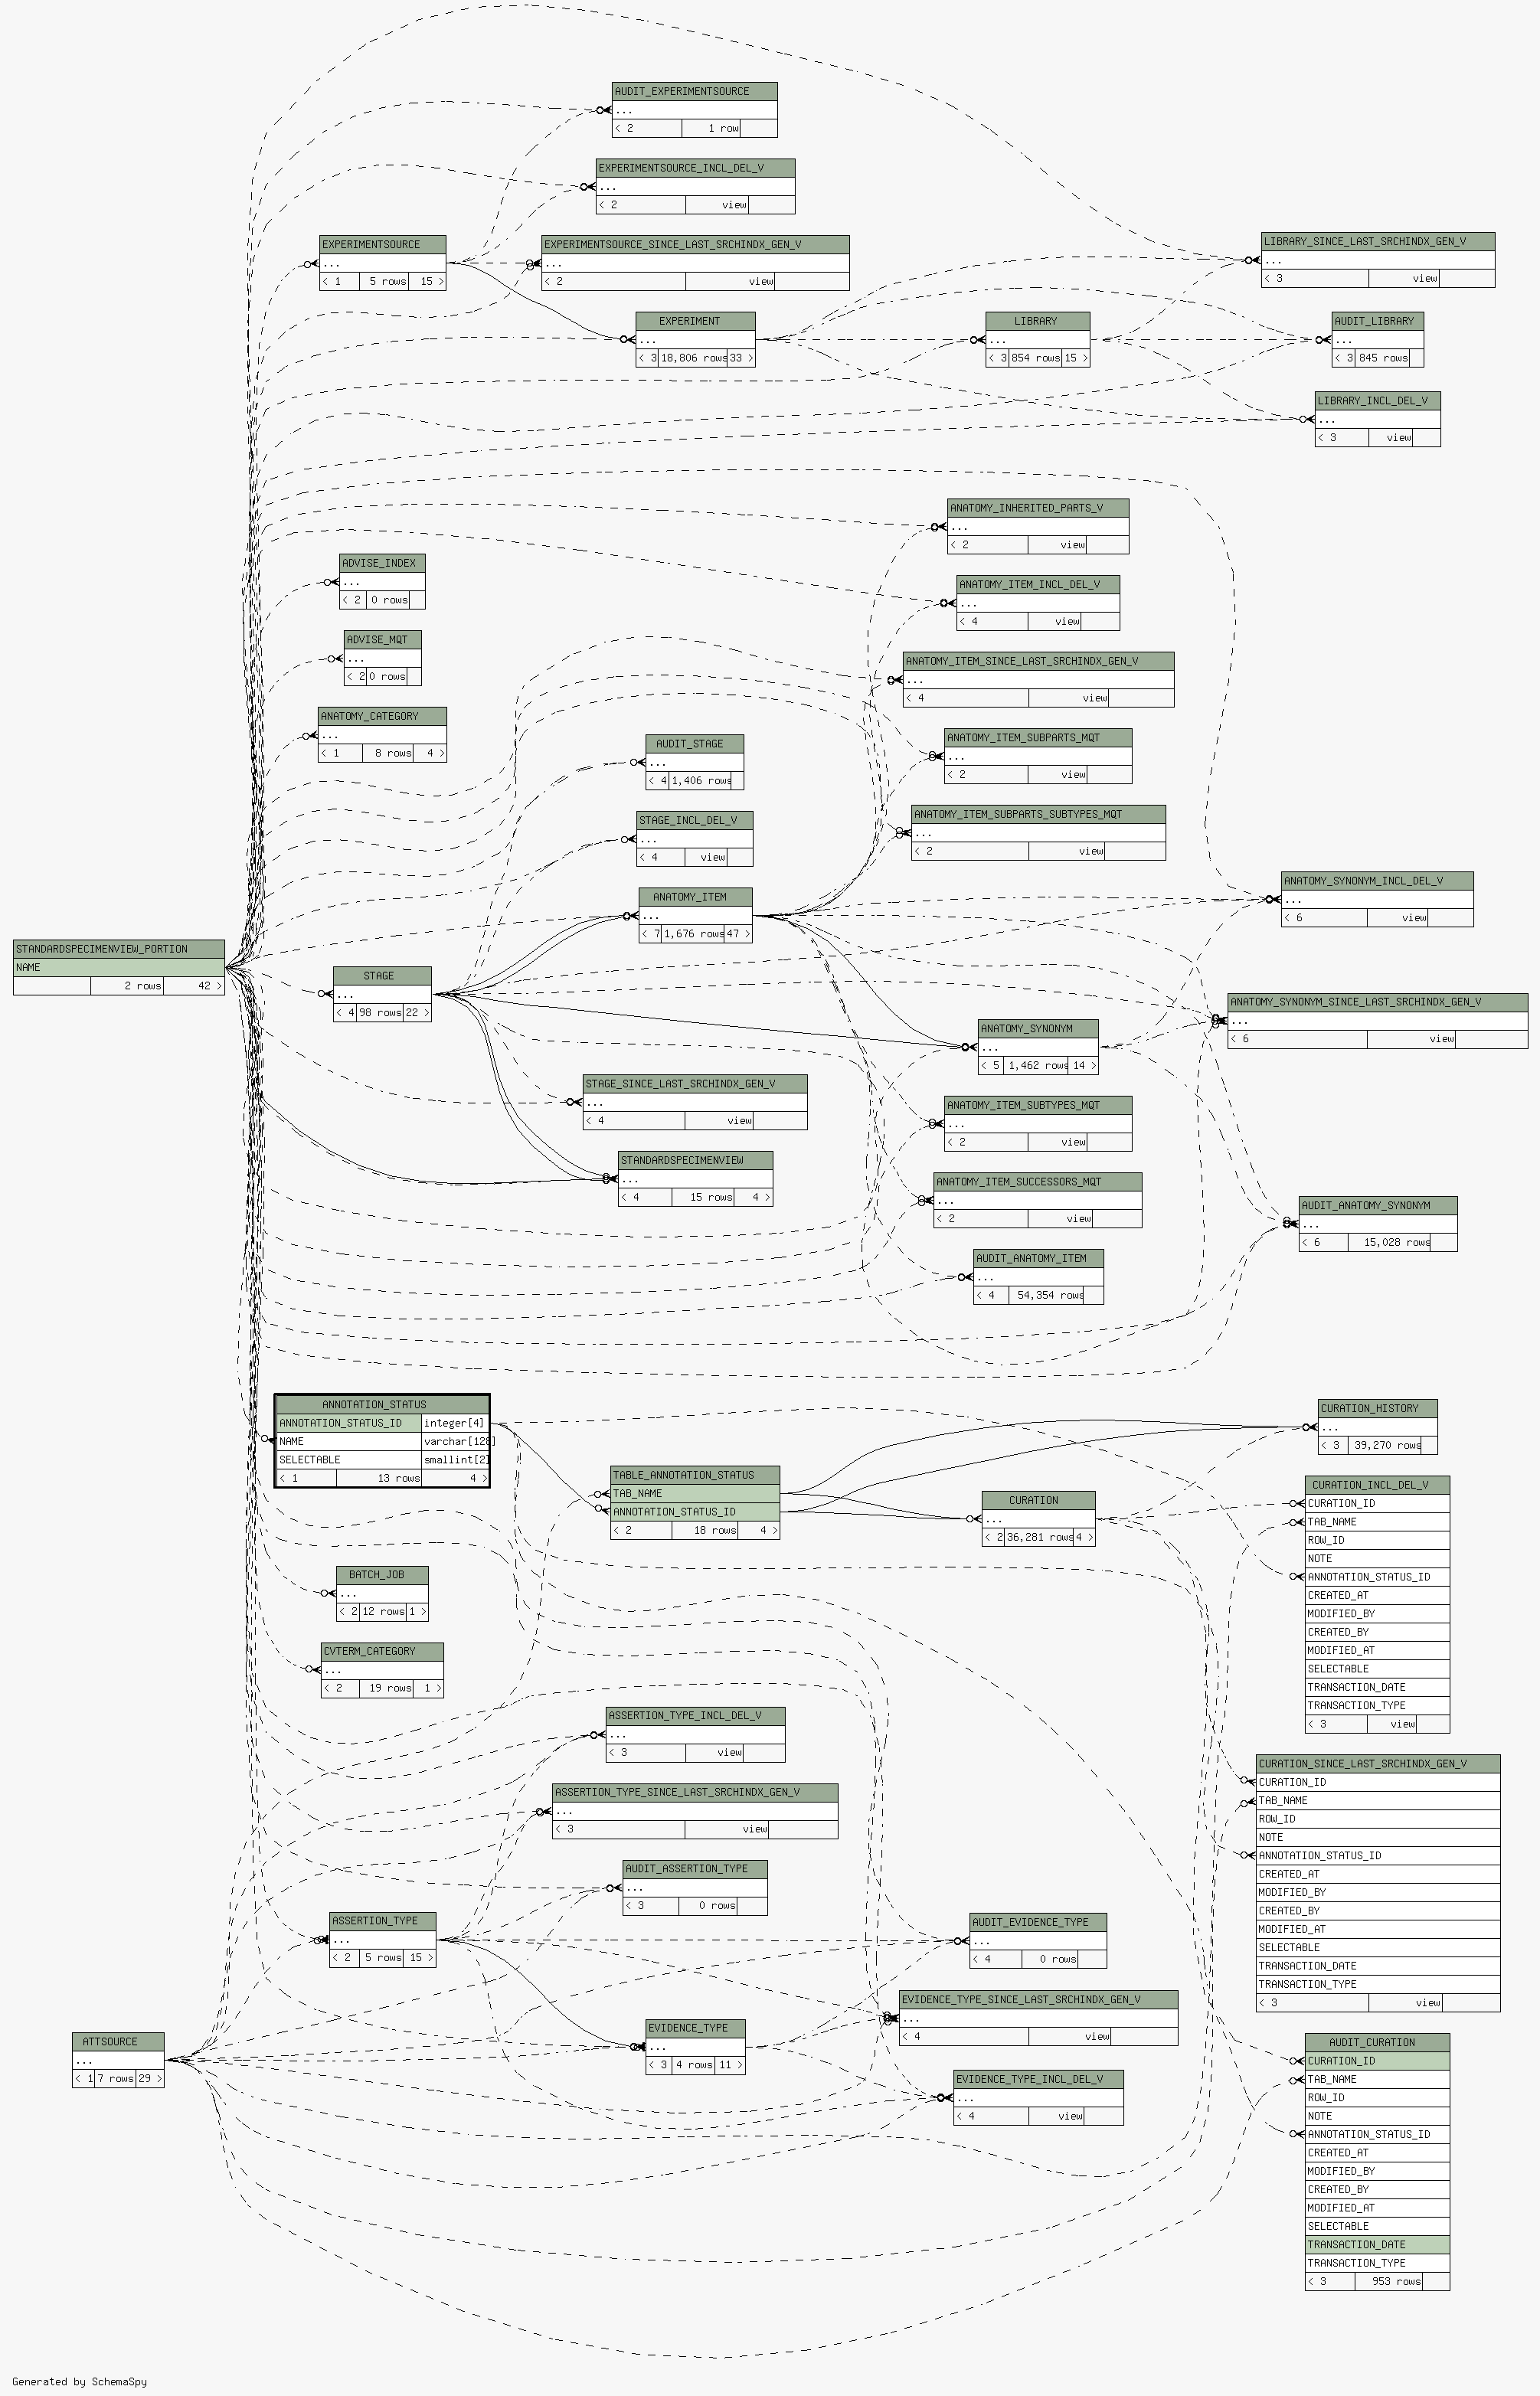 AUDIT_EXPERIMENTSOURCE
...
< 2 1 row
EXPERIMENTSOURCE_INCL_DEL_V
...
< 2 view
EXPERIMENTSOURCE
...
< 1 5 rows 15 >
EXPERIMENTSOURCE_SINCE_LAST_SRCHINDX_GEN_V
...
< 2 view
LIBRARY_SINCE_LAST_SRCHINDX_GEN_V
...
< 3 view
EXPERIMENT
...
< 3 18,806 rows 33 >
LIBRARY
...
< 3 854 rows 15 >
AUDIT_LIBRARY
...
< 3 845 rows
LIBRARY_INCL_DEL_V
...
< 3 view
ANATOMY_INHERITED_PARTS_V
...
< 2 view
ADVISE_INDEX
...
< 2 0 rows
ANATOMY_ITEM_INCL_DEL_V
...
< 4 view
ADVISE_MQT
...
< 2 0 rows
ANATOMY_ITEM_SINCE_LAST_SRCHINDX_GEN_V
...
< 4 view
ANATOMY_CATEGORY
...
< 1 8 rows 4 >
AUDIT_STAGE
...
< 4 1,406 rows
ANATOMY_ITEM_SUBPARTS_MQT
...
< 2 view
STAGE_INCL_DEL_V
...
< 4 view
ANATOMY_ITEM_SUBPARTS_SUBTYPES_MQT
...
< 2 view
ANATOMY_ITEM
...
< 7 1,676 rows 47 >
ANATOMY_SYNONYM_INCL_DEL_V
...
< 6 view
STANDARDSPECIMENVIEW_PORTION
NAME
2 rows 42 >
STAGE
...
< 4 98 rows 22 >
ANATOMY_SYNONYM_SINCE_LAST_SRCHINDX_GEN_V
...
< 6 view
ANATOMY_SYNONYM
...
< 5 1,462 rows 14 >
STAGE_SINCE_LAST_SRCHINDX_GEN_V
...
< 4 view
ANATOMY_ITEM_SUBTYPES_MQT
...
< 2 view
STANDARDSPECIMENVIEW
...
< 4 15 rows 4 >
ANATOMY_ITEM_SUCCESSORS_MQT
...
< 2 view
AUDIT_ANATOMY_SYNONYM
...
< 6 15,028 rows
AUDIT_ANATOMY_ITEM
...
< 4 54,354 rows
ANNOTATION_STATUS
ANNOTATION_STATUS_ID integer[4]
NAME varchar[128]
SELECTABLE smallint[2]
< 1 13 rows 4 >
CURATION_HISTORY
...
< 3 39,270 rows
TABLE_ANNOTATION_STATUS
TAB_NAME
ANNOTATION_STATUS_ID
< 2 18 rows 4 >
CURATION
...
< 2 36,281 rows 4 >
CURATION_INCL_DEL_V
CURATION_ID
TAB_NAME
ROW_ID
NOTE
ANNOTATION_STATUS_ID
CREATED_AT
MODIFIED_BY
CREATED_BY
MODIFIED_AT
SELECTABLE
TRANSACTION_DATE
TRANSACTION_TYPE
< 3 view
BATCH_JOB
...
< 2 12 rows 1 >
CVTERM_CATEGORY
...
< 2 19 rows 1 >
ASSERTION_TYPE_INCL_DEL_V
...
< 3 view
ASSERTION_TYPE_SINCE_LAST_SRCHINDX_GEN_V
...
< 3 view
CURATION_SINCE_LAST_SRCHINDX_GEN_V
CURATION_ID
TAB_NAME
ROW_ID
NOTE
ANNOTATION_STATUS_ID
CREATED_AT
MODIFIED_BY
CREATED_BY
MODIFIED_AT
SELECTABLE
TRANSACTION_DATE
TRANSACTION_TYPE
< 3 view
AUDIT_ASSERTION_TYPE
...
< 3 0 rows
ASSERTION_TYPE
...
< 2 5 rows 15 >
AUDIT_EVIDENCE_TYPE
...
< 4 0 rows
EVIDENCE_TYPE_SINCE_LAST_SRCHINDX_GEN_V
...
< 4 view
ATTSOURCE
...
< 1 7 rows 29 >
EVIDENCE_TYPE
...
< 3 4 rows 11 >
EVIDENCE_TYPE_INCL_DEL_V
...
< 4 view
AUDIT_CURATION
CURATION_ID
TAB_NAME
ROW_ID
NOTE
ANNOTATION_STATUS_ID
CREATED_AT
MODIFIED_BY
CREATED_BY
MODIFIED_AT
SELECTABLE
TRANSACTION_DATE
TRANSACTION_TYPE
< 3 953 rows
Generated by SchemaSpy